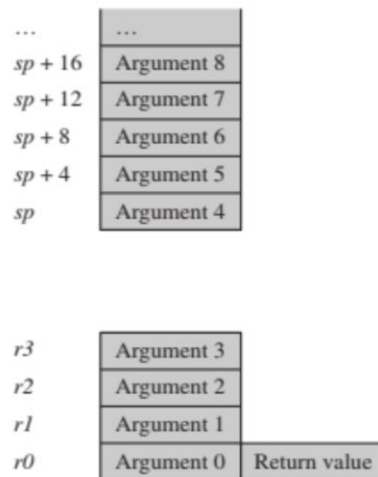 ... ...
sp + 16 Argument 8
sp + 12 Argument 7
sp + 8 Argument 6
sp + 4 Argument 5
sp Argument 4
r3 Argument 3
r2 Argument 2
r1 Argument 1
r0 Argument 0 Return value